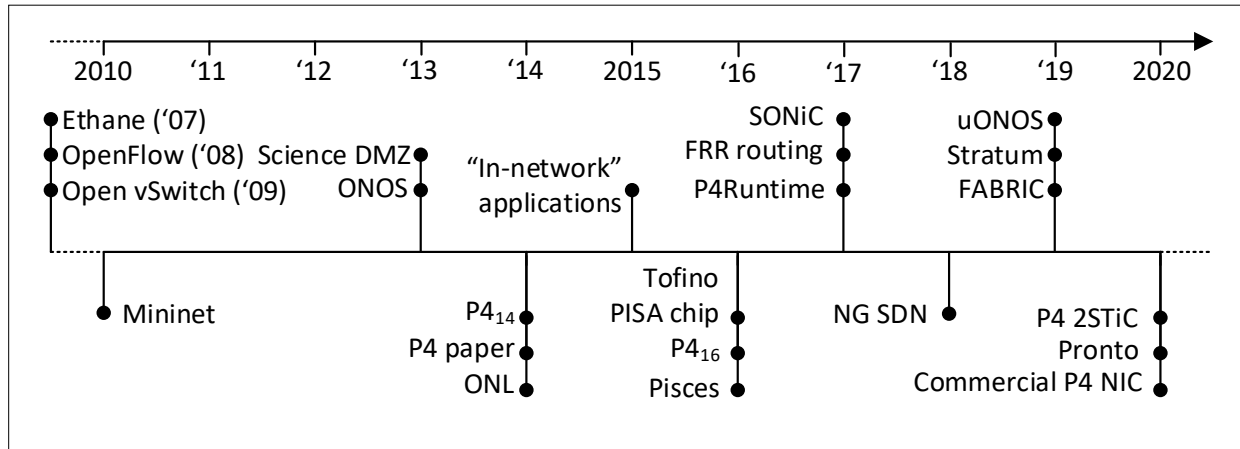 2010 '11 '12 '13 '14 2015 '16 '17 '18 '19 2020
Ethane ('07)
OpenFlow ('08)
Open vSwitch ('09)
Science DMZ
ONOS
“In-network”
applications
SONiC
FRR routing
P4Runtime
uONOS
Stratum
FABRIC
Mininet
P4₁₄
P4 paper
ONL
Tofino
PISA chip
P4₁₆
Pisces
NG SDN
P4 2STiC
Pronto
Commercial P4 NIC